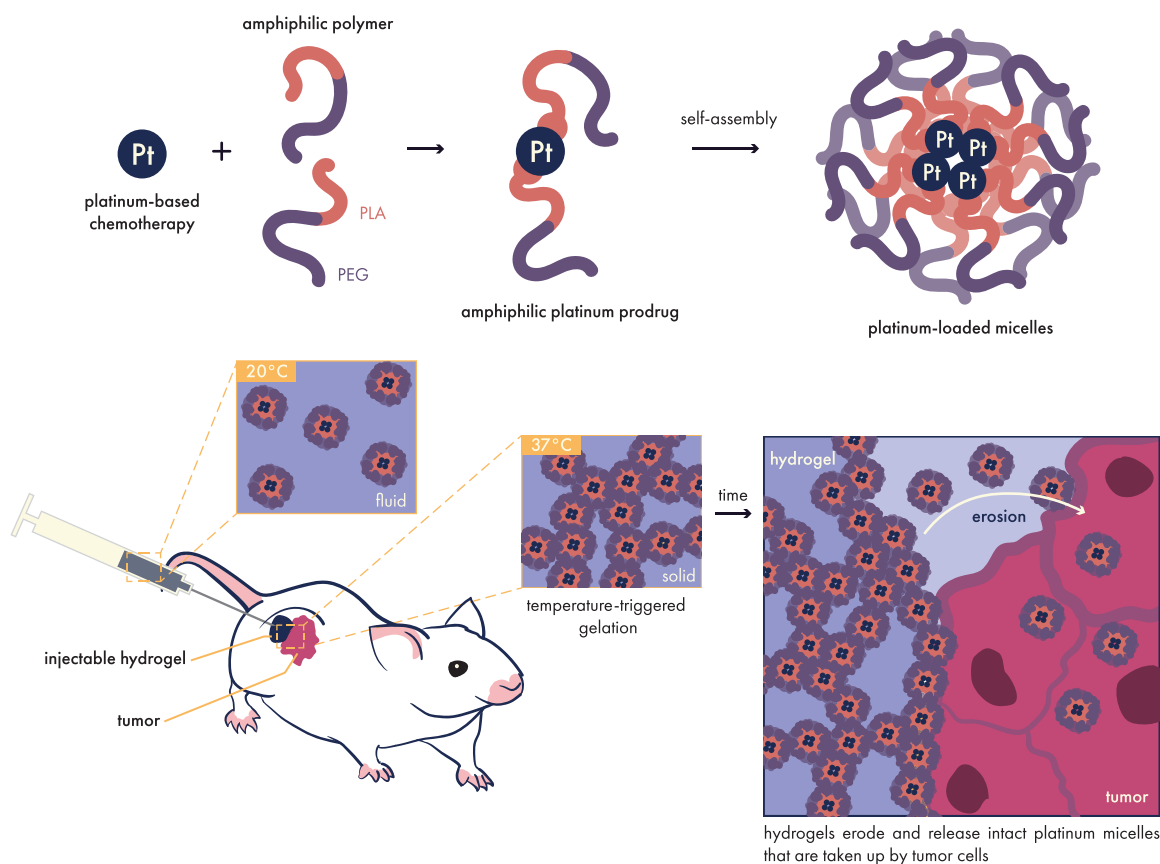 amphiphilic polymer
Pt
+
platinum-based
chemotherapy
PLA
PEG
Pt
amphiphilic platinum prodrug
self-assembly
Pt
Pt
Pt
Pt
platinum-loaded micelles
20°C
fluid
37°C
solid
temperature-triggered
gelation
time
injectable hydrogel
tumor
hydrogel
erosion
tumor
hydrogels erode and release intact platinum micelles
that are taken up by tumor cells